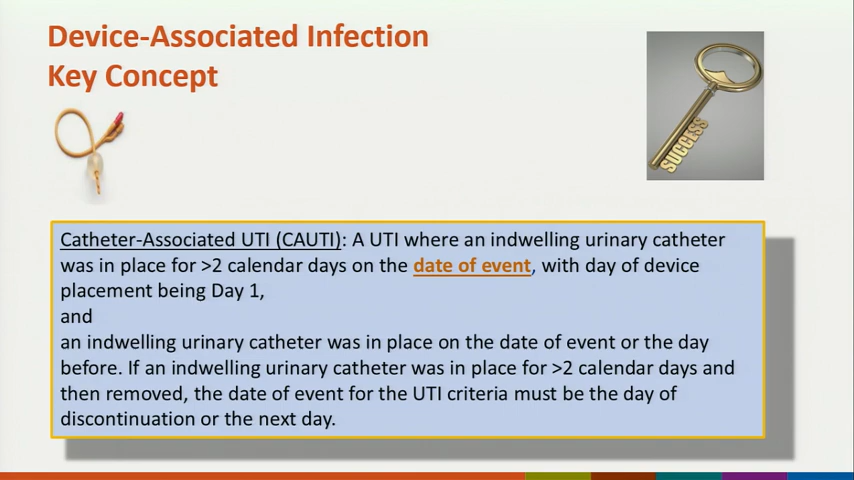 Device-Associated Infection
Key Concept
SUCCESS
Catheter-Associated UTI (CAUTI): A UTI where an indwelling urinary catheter
was in place for >2 calendar days on the date of event, with day of device
placement being Day 1,
and
an indwelling urinary catheter was in place on the date of event or the day
before. If an indwelling urinary catheter was in place for >2 calendar days and
then removed, the date of event for the UTI criteria must be the day of
discontinuation or the next day.